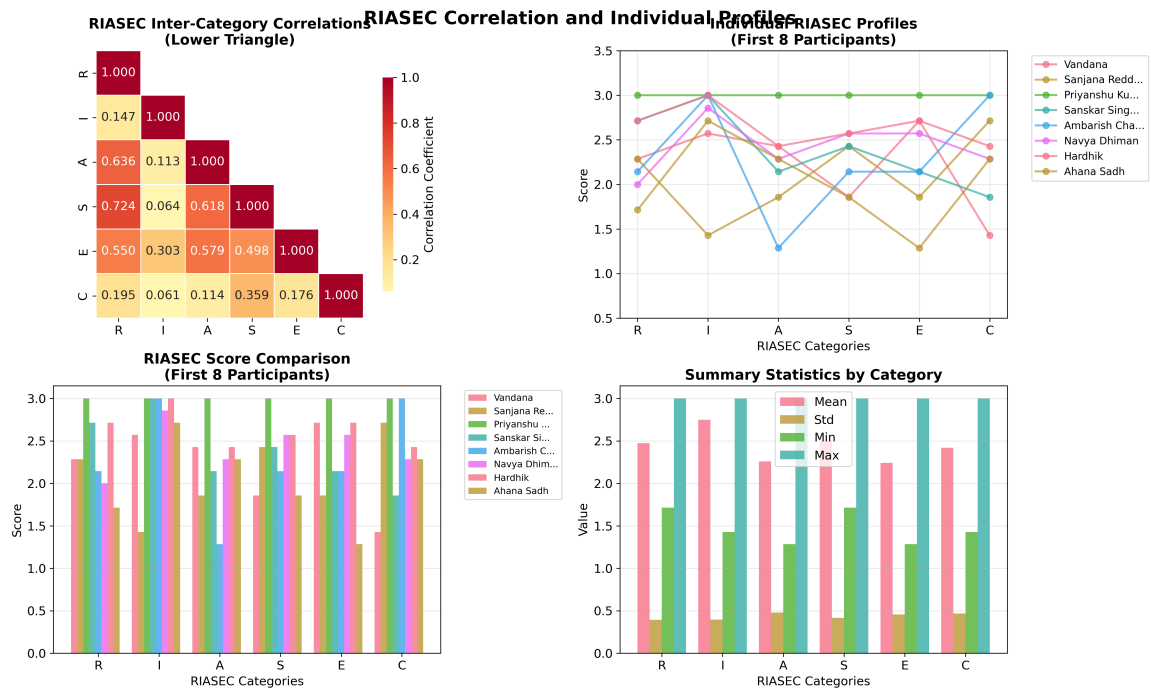 RIASEC Correlation and Individual Profiles
RIASEC Inter-Category Correlations
(Lower Triangle)
R
1.000
I
0.147
1.000
A
0.636
0.113
1.000
S
0.724
0.064
0.618
1.000
E
0.550
0.303
0.579
0.498
1.000
C
0.195
0.061
0.114
0.359
0.176
1.000
R I A S E C
1.0
0.8
0.6
0.4
0.2
Correlation Coefficient
Individual RIASEC Profiles
(First 8 Participants)
3.5
3.0
2.5
2.0
1.5
1.0
0.5
Score
R I A S E C
RIASEC Categories
Vandana
Sanjana Redd...
Priyanshu Ku...
Sanskar Sing...
Ambarish Cha...
Navya Dhiman
Hardhik
Ahana Sadh
RIASEC Score Comparison
(First 8 Participants)
3.0
2.5
2.0
1.5
1.0
0.5
0.0
Score
R I A S E C
RIASEC Categories
Vandana
Sanjana Re...
Priyanshu ...
Sanskar Si...
Ambarish C...
Navya Dhim...
Hardhik
Ahana Sadh
Summary Statistics by Category
3.0
2.5
2.0
1.5
1.0
0.5
0.0
Value
R I A S E C
RIASEC Categories
Mean
Std
Min
Max